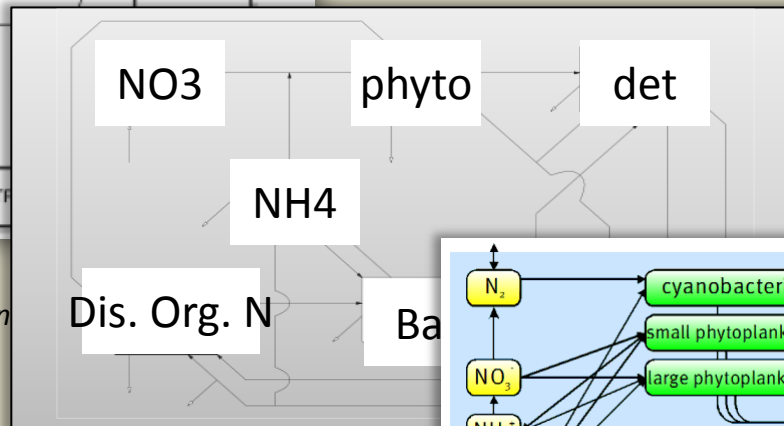 NO3
phyto
det
NH4
Dis. Org. N
Ba
N₂
cyanobacter
small phytoplank
NO₃⁻
large phytoplank